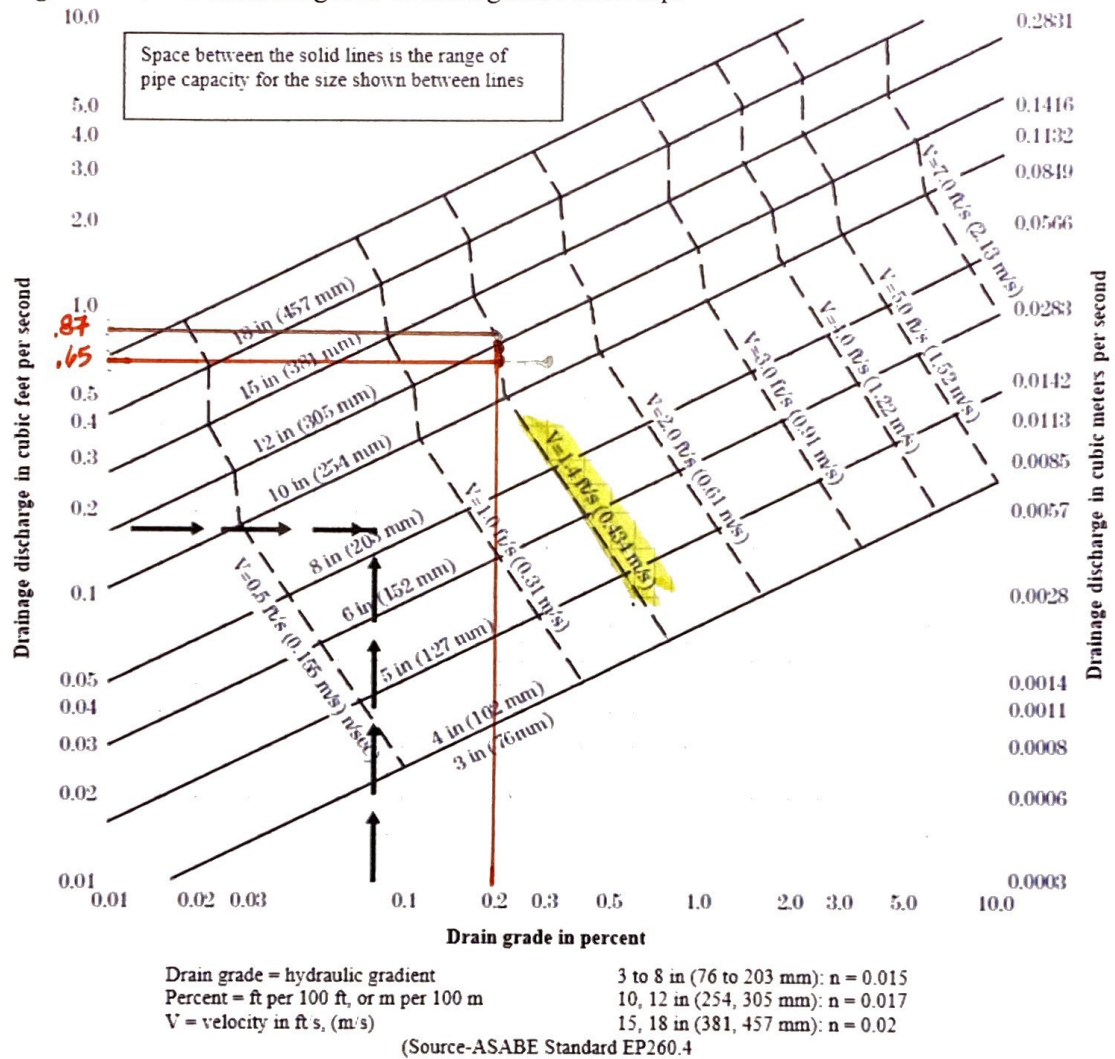 Space between the solid lines is the range of
pipe capacity for the size shown between lines
Drainage discharge in cubic feet per second
10.0
5.0
4.0
3.0
2.0
1.0
.87
.65
0.5
0.4
0.3
0.2
0.1
0.05
0.04
0.03
0.02
0.01
18 in (457 mm)
15 in (381 mm)
12 in (305 mm)
10 in (254 mm)
8 in (203 mm)
6 in (152 mm)
5 in (127 mm)
4 in (102 mm)
3 in (76mm)
V=0.5 ft/s (0.155 m/s)
V=1.0 ft/s (0.31 m/s)
V=1.4 ft/s (0.434 m/s)
V=2.0 ft/s (0.61 m/s)
V=3.0 ft/s (0.91 m/s)
V=4.0 ft/s (1.22 m/s)
V=5.0 ft/s (1.52 m/s)
V=7.0 ft/s (2.13 m/s)
0.2831
0.1416
0.1132
0.0849
0.0566
0.0283
0.0142
0.0113
0.0085
0.0057
0.0028
0.0014
0.0011
0.0008
0.0006
0.0003
Drainage discharge in cubic meters per second
0.01 0.02 0.03 0.1 0.2 0.3 0.5 1.0 2.0 3.0 5.0 10.0
Drain grade in percent
Drain grade = hydraulic gradient
Percent = ft per 100 ft, or m per 100 m
V = velocity in ft/s, (m/s)
3 to 8 in (76 to 203 mm): n = 0.015
10, 12 in (254, 305 mm): n = 0.017
15, 18 in (381, 457 mm): n = 0.02
(Source-ASABE Standard EP260.4